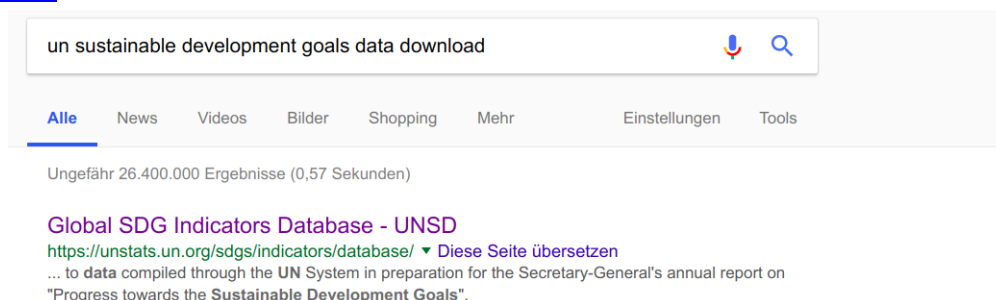 un sustainable development goals data download
Alle News Videos Bilder Shopping Mehr Einstellungen Tools
Ungefähr 26.400.000 Ergebnisse (0,57 Sekunden)
Global SDG Indicators Database - UNSD
https://unstats.un.org/sdgs/indicators/database/ ▼ Diese Seite übersetzen
... to data compiled through the UN System in preparation for the Secretary-General's annual report on
"Progress towards the Sustainable Development Goals".